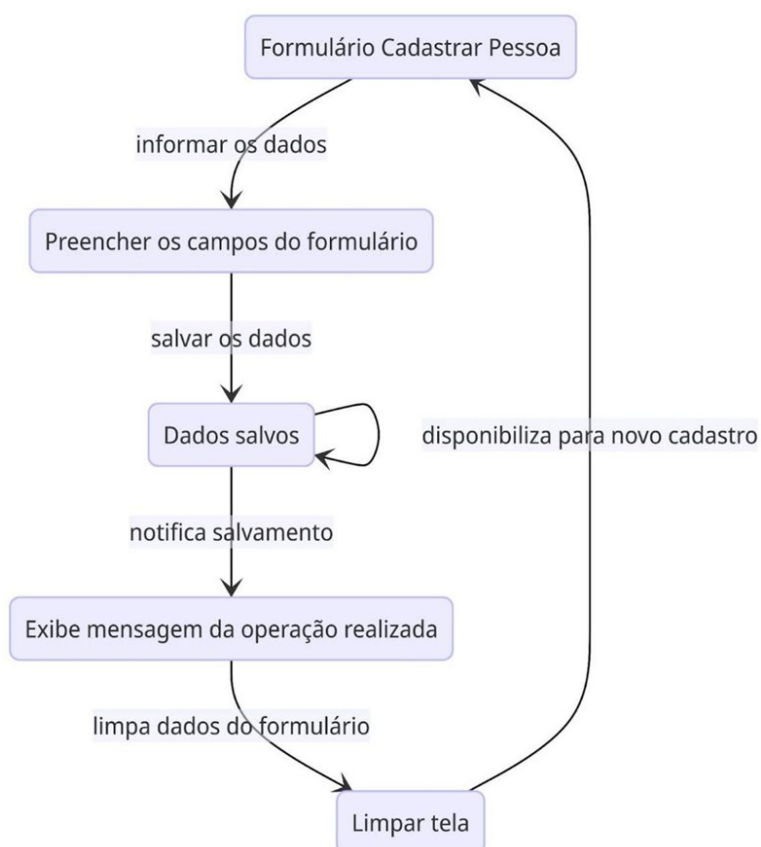 Formulário Cadastrar Pessoa
informar os dados
Preencher os campos do formulário
salvar os dados
Dados salvos
disponibiliza para novo cadastro
notifica salvamento
Exibe mensagem da operação realizada
limpa dados do formulário
Limpar tela